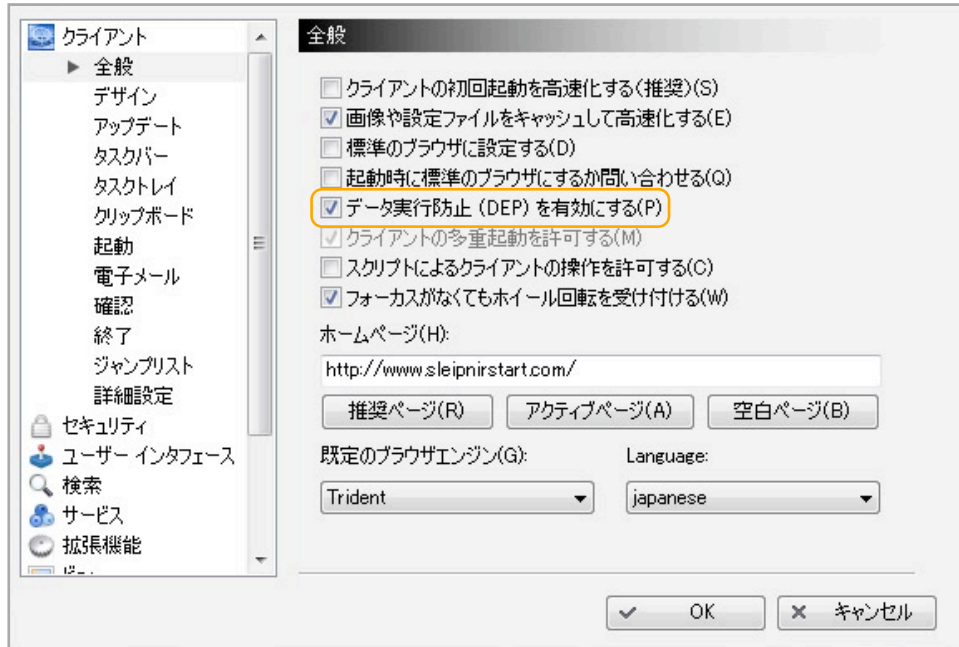 クライアント
全般
デザイン
アップデート
タスクバー
タスクトレイ
クリップボード
起動
電子メール
確認
終了
ジャンプリスト
詳細設定
セキュリティ
ユーザー インタフェース
検索
サービス
拡張機能
全般
クライアントの初回起動を高速化する(推奨)(S)
画像や設定ファイルをキャッシュして高速化する(E)
標準のブラウザに設定する(D)
起動時に標準のブラウザにするか問い合わせる(Q)
データ実行防止 (DEP) を有効にする(P)
クライアントの多重起動を許可する(M)
スクリプトによるクライアントの操作を許可する(C)
フォーカスがなくてもホイール回転を受け付ける(W)
ホームページ(H):
http://www.sleipnirstart.com/
推奨ページ(R) アクティブページ(A) 空白ページ(B)
既定のブラウザエンジン(G): Language:
Trident japanese
OK キャンセル